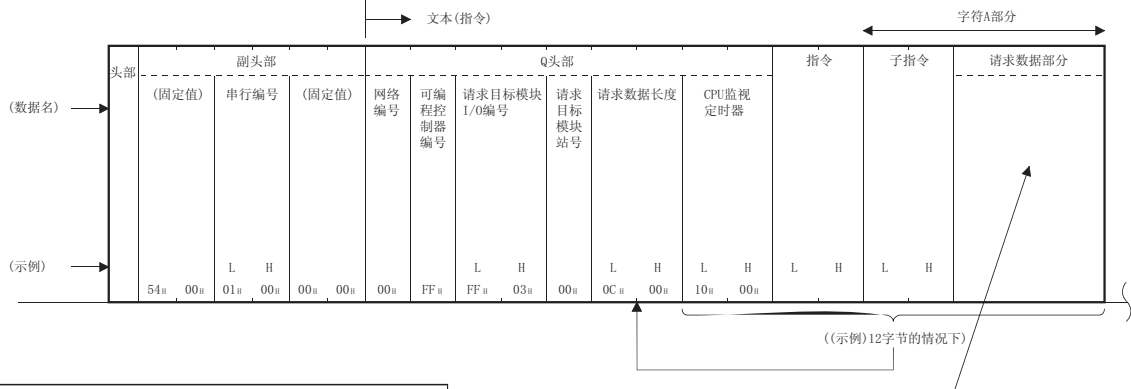 文本(指令)
字符A部分
头部
副头部
Q头部
指令
子指令
请求数据部分
(数据名)
(固定值)
串行编号
(固定值)
网络
编号
可编
程控
制器
编号
请求目标模块
I/O编号
请求
目标
模块
站号
请求数据长度
CPU监视
定时器
(示例)
L H L H L H L H L H L H
54H 00H 01H 00H 00H 00H 00H FFH FFH 03H 00H 0CH 00H 10H 00H
((示例)12字节的情况下)